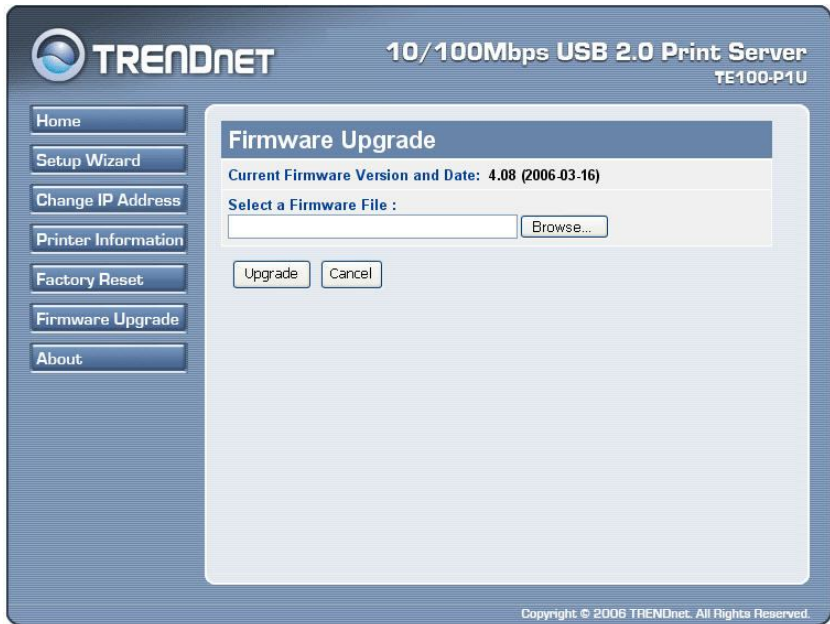 TRENDNET
10/100Mbps USB 2.0 Print Server
TE100-P1U
Home
Setup Wizard
Change IP Address
Printer Information
Factory Reset
Firmware Upgrade
About
Firmware Upgrade
Current Firmware Version and Date: 4.08 (2006-03-16)
Select a Firmware File :
Browse...
Upgrade Cancel
Copyright © 2006 TRENDnet. All Rights Reserved.